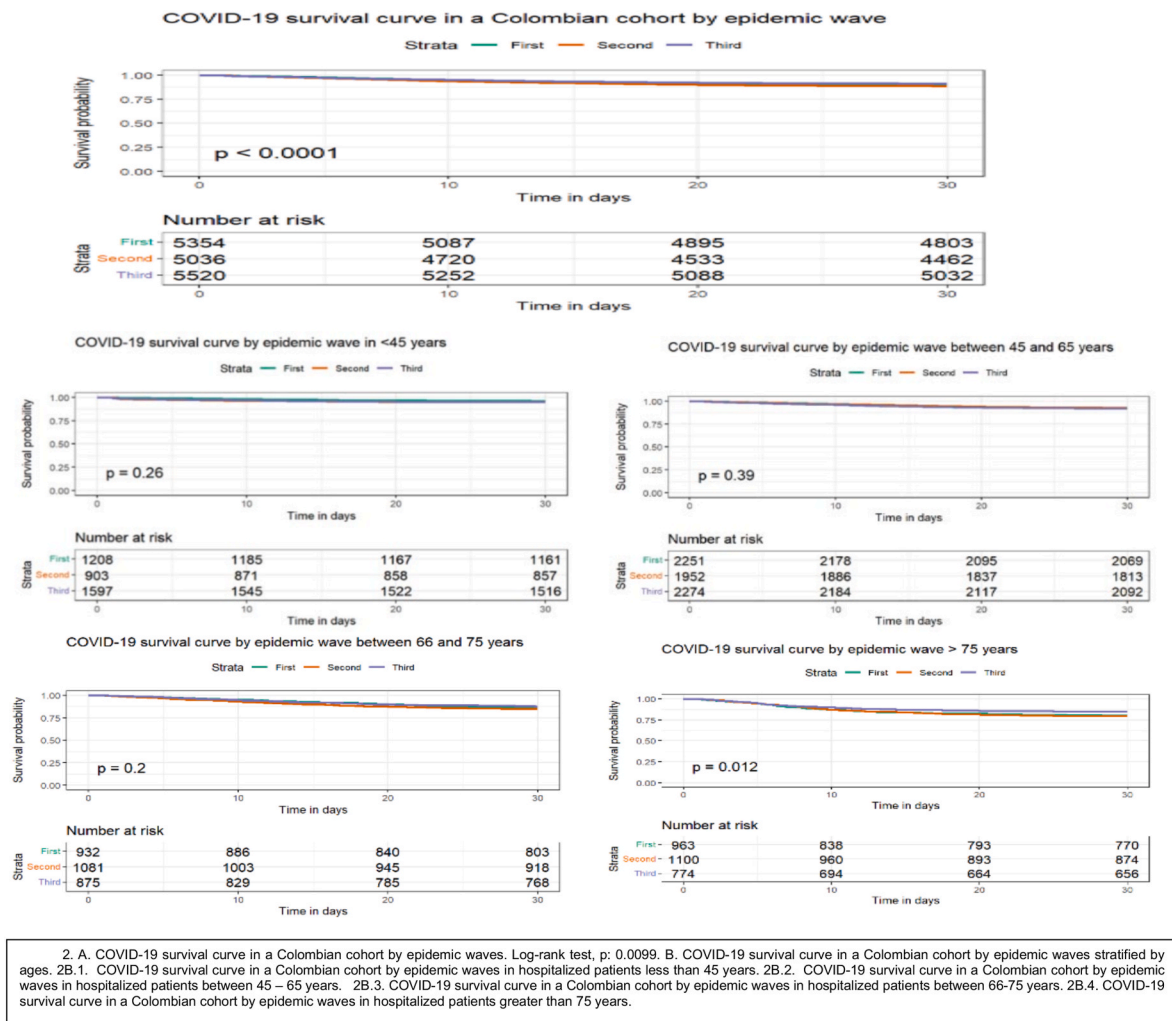 COVID-19 survival curve in a Colombian cohort by epidemic wave
Strata First Second Third
Survival probability
1.00
0.75
0.50
0.25
0.00
p < 0.0001
0 10 20 30
Time in days
Number at risk
Strata
First 5354 5087 4895 4803
Second 5036 4720 4533 4462
Third 5520 5252 5088 5032
0 10 20 30
Time in days
COVID-19 survival curve by epidemic wave in <45 years
Strata First Second Third
Survival probability
1.00
0.75
0.50
0.25
0.00
p = 0.26
0 10 20 30
Time in days
Number at risk
Strata
First 1208 1185 1167 1161
Second 903 871 858 857
Third 1597 1545 1522 1516
0 10 20 30
Time in days
COVID-19 survival curve by epidemic wave between 45 and 65 years
Strata First Second Third
Survival probability
1.00
0.75
0.50
0.25
0.00
p = 0.39
0 10 20 30
Time in days
Number at risk
Strata
First 2251 2178 2095 2069
Second 1952 1886 1837 1813
Third 2274 2184 2117 2092
0 10 20 30
Time in days
COVID-19 survival curve by epidemic wave between 66 and 75 years
Strata First Second Third
Survival probability
1.00
0.75
0.50
0.25
0.00
p = 0.2
0 10 20 30
Time in days
Number at risk
Strata
First 932 886 840 803
Second 1081 1003 945 918
Third 875 829 785 768
0 10 20 30
Time in days
COVID-19 survival curve by epidemic wave > 75 years
Strata First Second Third
Survival probability
1.00
0.75
0.50
0.25
0.00
p = 0.012
0 10 20 30
Time in days
Number at risk
Strata
First 963 838 793 770
Second 1100 960 893 874
Third 774 694 664 656
0 10 20 30
Time in days
2. A. COVID-19 survival curve in a Colombian cohort by epidemic waves. Log-rank test, p: 0.0099. B. COVID-19 survival curve in a Colombian cohort by epidemic waves stratified by
ages. 2B.1. COVID-19 survival curve in a Colombian cohort by epidemic waves in hospitalized patients less than 45 years. 2B.2. COVID-19 survival curve in a Colombian cohort by epidemic
waves in hospitalized patients between 45 – 65 years. 2B.3. COVID-19 survival curve in a Colombian cohort by epidemic waves in hospitalized patients between 66-75 years. 2B.4. COVID-19
survival curve in a Colombian cohort by epidemic waves in hospitalized patients greater than 75 years.